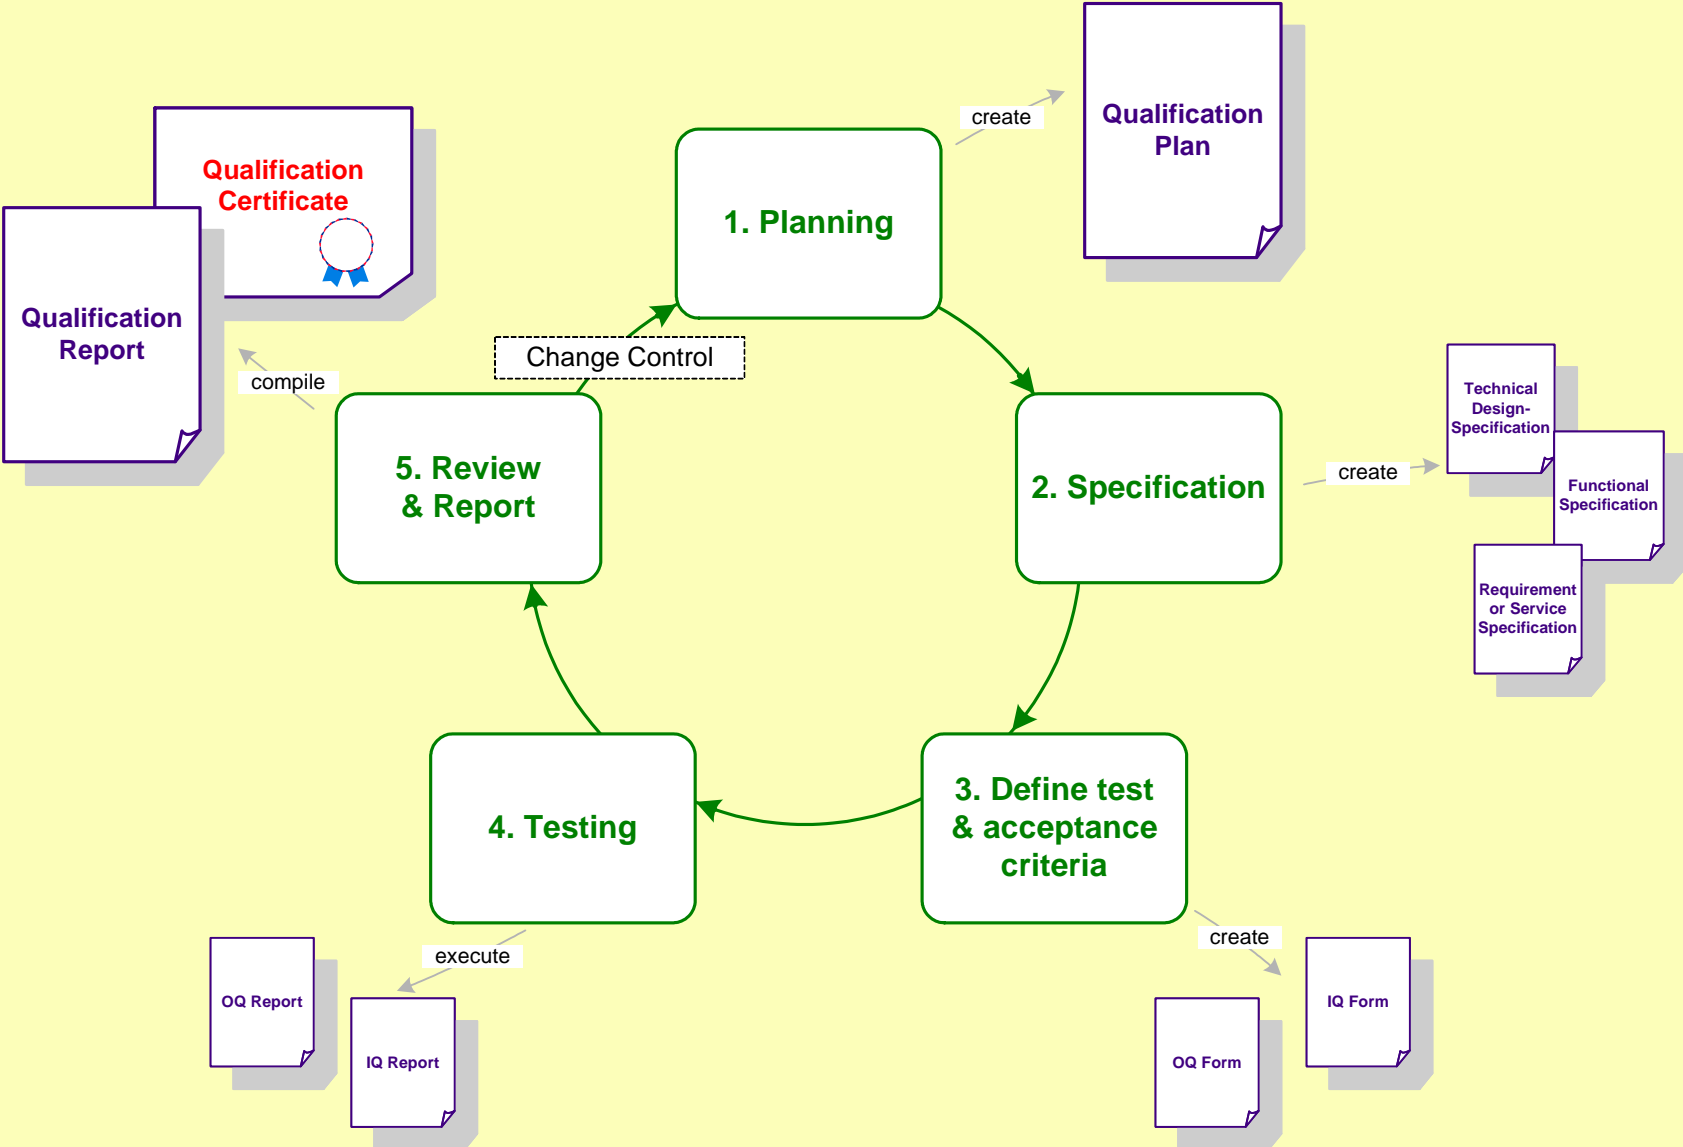 create
Qualification
Plan
Qualification
Certificate
1. Planning
Qualification
Report
Change Control
compile
Technical
Design-
Specification
5. Review
& Report
2. Specification
create
Functional
Specification
Requirement
or Service
Specification
4. Testing
3. Define test
& acceptance
criteria
execute
create
OQ Report
IQ Report
IQ Form
OQ Form